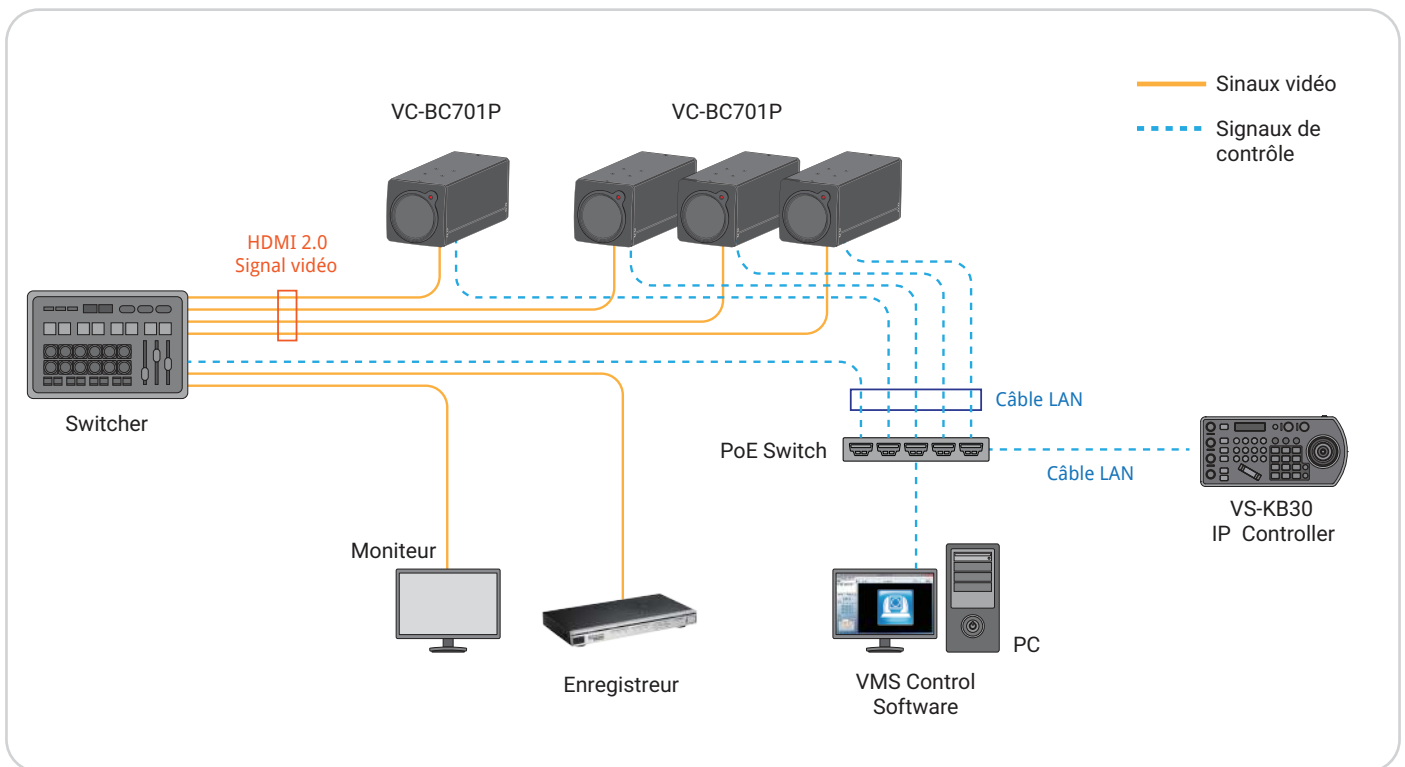 Sinaux vidéo
Signaux de
contrôle
VC-BC701P
VC-BC701P
HDMI 2.0
Signal vidéo
Switcher
Câble LAN
PoE Switch
Câble LAN
VS-KB30
IP Controller
Moniteur
Enregistreur
PC
VMS Control
Software